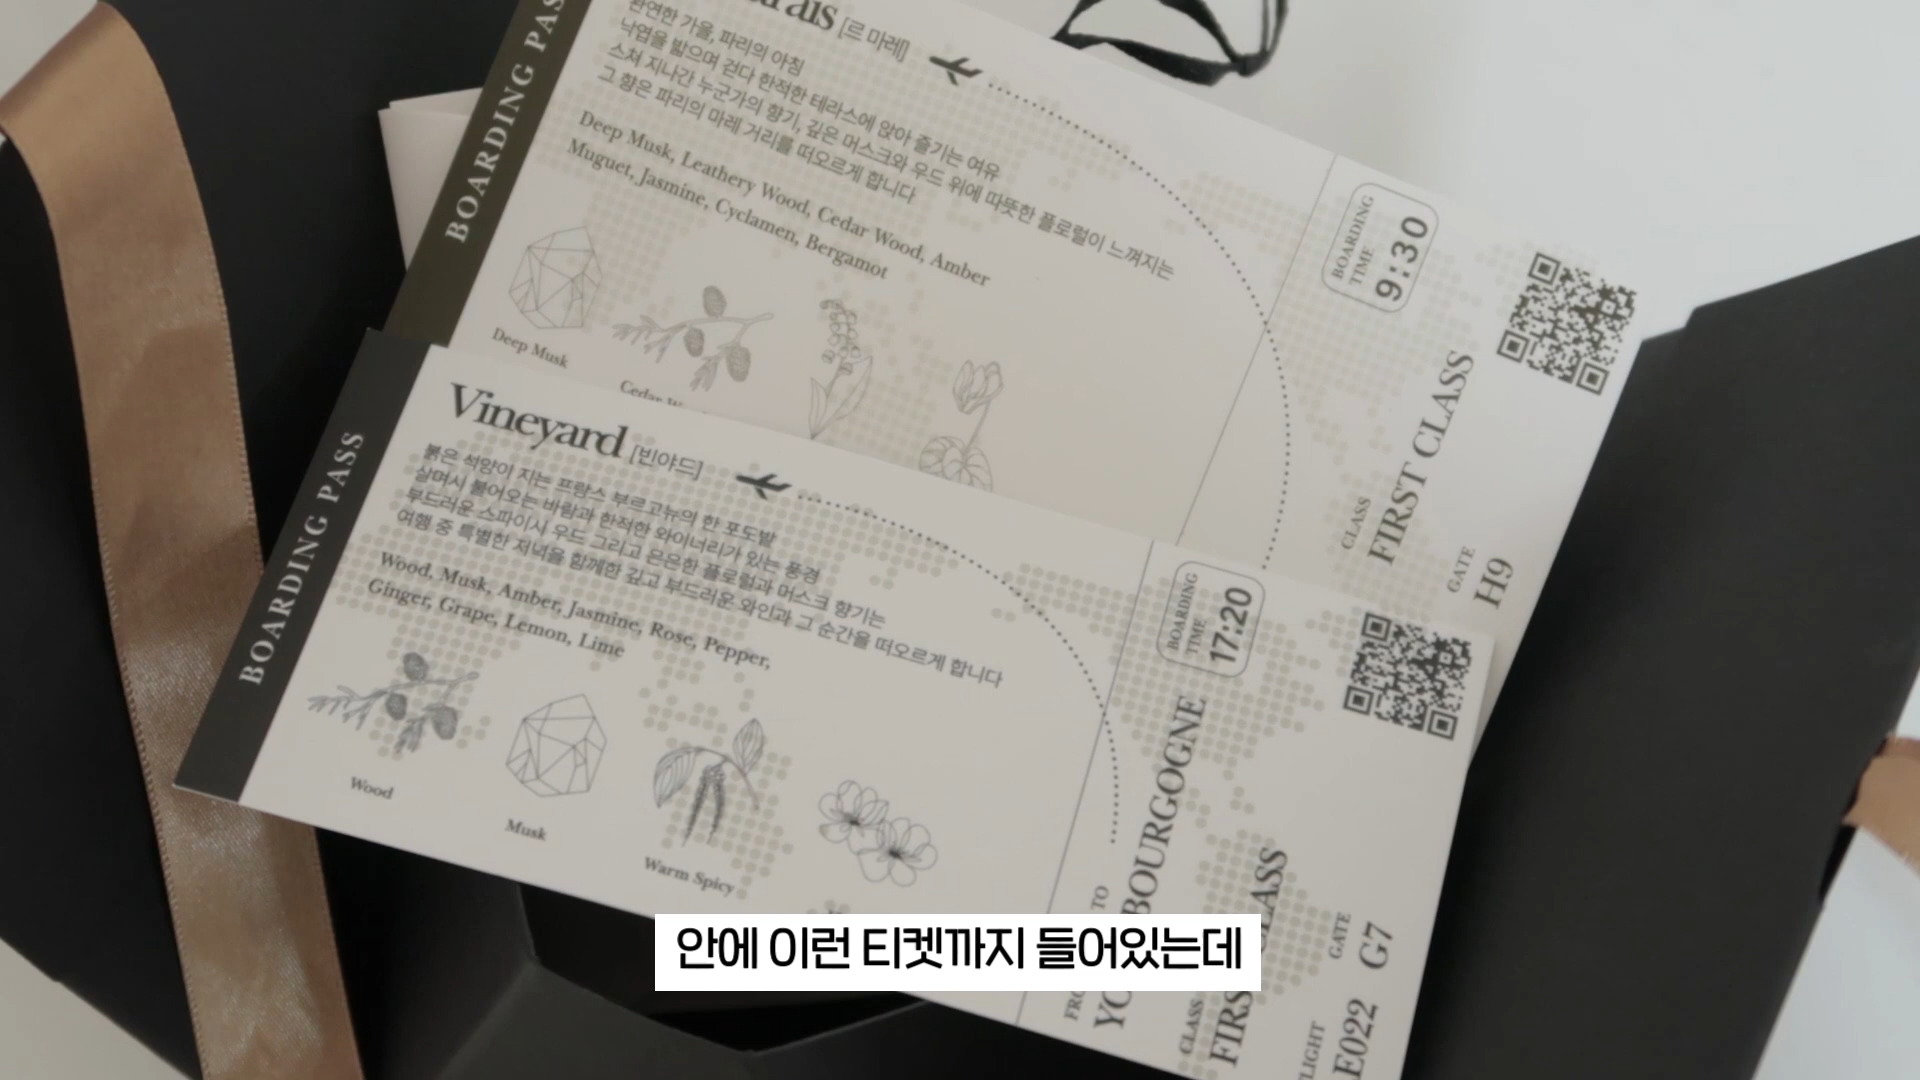 BOARDING PAS
[르 마레]
완연한 가을, 파리의 아침
낙엽을 밟으며 걷다 한적한 테라스에 앉아 즐기는 여유
스쳐 지나간 누군가의 향기, 깊은 머스크와 우드 위에 따뜻한 플로럴이 느껴지는
그 향은 파리의 마레 거리를 떠오르게 합니다
Deep Musk, Leathery Wood, Cedar Wood, Amber
Muguet, Jasmine, Cyclamen, Bergamot
Deep Musk
Cedar
BOARDING
TIME
9:30
CLASS
FIRST CLASS
GATE
H9
BOARDING PASS
Vineyard [빈야드]
붉은 석양이 지는 프랑스 부르고뉴의 한 포도밭
살며시 불어오는 바람과 한적한 와이너리가 있는 풍경
부드러운 스파이시 우드 그리고 은은한 플로럴과 머스크 향기는
여행 중 특별한 저녁을 함께한 깊고 부드러운 와인과 그 순간을 떠오르게 합니다
Wood, Musk, Amber, Jasmine, Rose, Pepper,
Ginger, Grape, Lemon, Lime
Wood
Musk
Warm Spicy
BOARDING
TIME
17:20
TO
BOURGOGNE
CLASS
FIRST CLASS
GATE
G7
E022
안에 이런 티켓까지 들어있는데